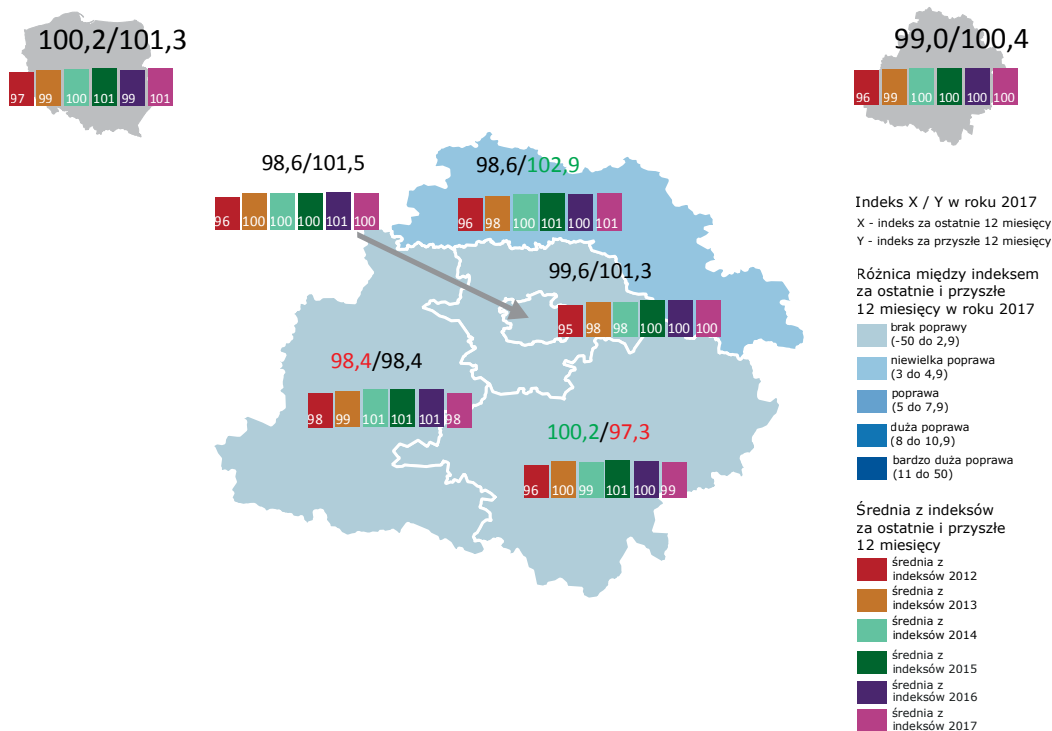 100,2/101,3
97 99 100 101 99 101
99,0/100,4
96 99 100 100 100 100
98,6/101,5
96 100 100 100 101 100
98,6/102,9
96 98 100 101 100 101
99,6/101,3
95 98 98 100 100 100
98,4/98,4
98 99 101 101 101 98
100,2/97,3
96 100 99 101 100 99
Indeks X / Y w roku 2017
X - indeks za ostatnie 12 miesięcy
Y - indeks za przyszłe 12 miesięcy
Różnica między indeksem
za ostatnie i przyszłe
12 miesięcy w roku 2017
brak poprawy
(-50 do 2,9)
niewielka poprawa
(3 do 4,9)
poprawa
(5 do 7,9)
duża poprawa
(8 do 10,9)
bardzo duża poprawa
(11 do 50)
Średnia z indeksów
za ostatnie i przyszłe
12 miesięcy
średnia z
indeksów 2012
średnia z
indeksów 2013
średnia z
indeksów 2014
średnia z
indeksów 2015
średnia z
indeksów 2016
średnia z
indeksów 2017